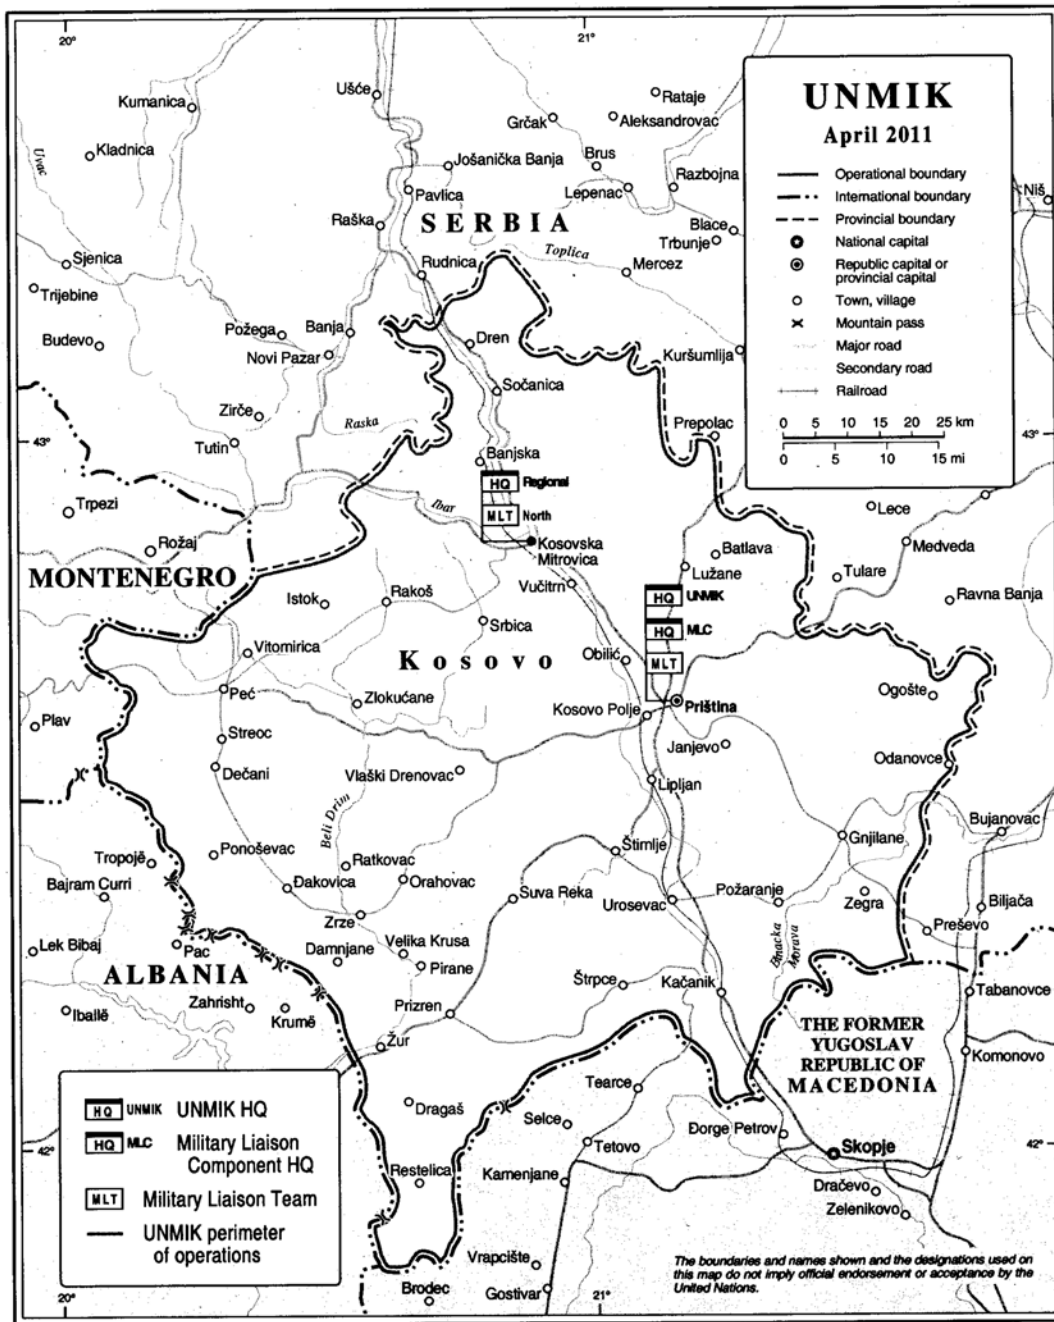 20°
21°
UNMIK
April 2011
Operational boundary
International boundary
Provincial boundary
National capital
Republic capital or
provincial capital
Town, village
Mountain pass
Major road
Secondary road
Railroad
0 5 10 15 20 25 km
0 5 10 15 mi
Ušće
Kumanica
Rataje
Grčak
Aleksandrovac
Uvac
Kladnica
Jošanička Banja
Brus
Pavlica
Lepenac
Razbojna
Niš
Raška
SERBIA
Blace
Trbunje
Toplica
Sjenica
Rudnica
Mercez
Trijebine
Požega
Banja
Budevo
Dren
Novi Pazar
Kuršumlija
Sočanica
Zirče
Raska
Prepolac
43°
43°
Tutin
Banjska
HQ Regional
Trpezi
Ibar
MLT North
Lece
Rožaj
Kosovska
Mitrovica
Batlava
Medveda
MONTENEGRO
Vučitrn
Lužane
Tulare
Istok
Rakoš
HQ UNMIK
Ravna Banja
Srbica
HQ MLC
Vitomirica
Kosovo
Obilić
MLT
Peć
Zlokućane
Ogošte
Plav
Kosovo Polje
Priština
Streoc
Janjevo
Dečani
Vlaški Drenovac
Odanovce
Lipljan
Beli Drim
Bujanovac
Gnjilane
Štimlje
Tropojë
Ponoševac
Ratkovac
Bajram Curri
Đakovica
Orahovac
Suva Reka
Požaranje
Zegra
Biljača
Urosevac
Zrze
Preševo
Lek Bibaj
Pac
Damnjane
Velika Krusa
Binacka
Morava
ALBANIA
Pirane
Štrpce
Kačanik
Tabanovce
Iballë
Zahrisht
Krumë
Prizren
THE FORMER
YUGOSLAV
REPUBLIC OF
MACEDONIA
Žur
Komonovo
HQ UNMIK UNMIK HQ
HQ MLC Military Liaison
Component HQ
MLT Military Liaison Team
UNMIK perimeter
of operations
Tearce
Dragaš
Selce
Đorge Petrov
42°
42°
Tetovo
Skopje
Restelica
Kamenjane
Dračevo
Zelenikovo
Vrapcište
The boundaries and names shown and the designations used on
this map do not imply official endorsement or acceptance by the
United Nations.
Brodec
Gostivar
20°
21°